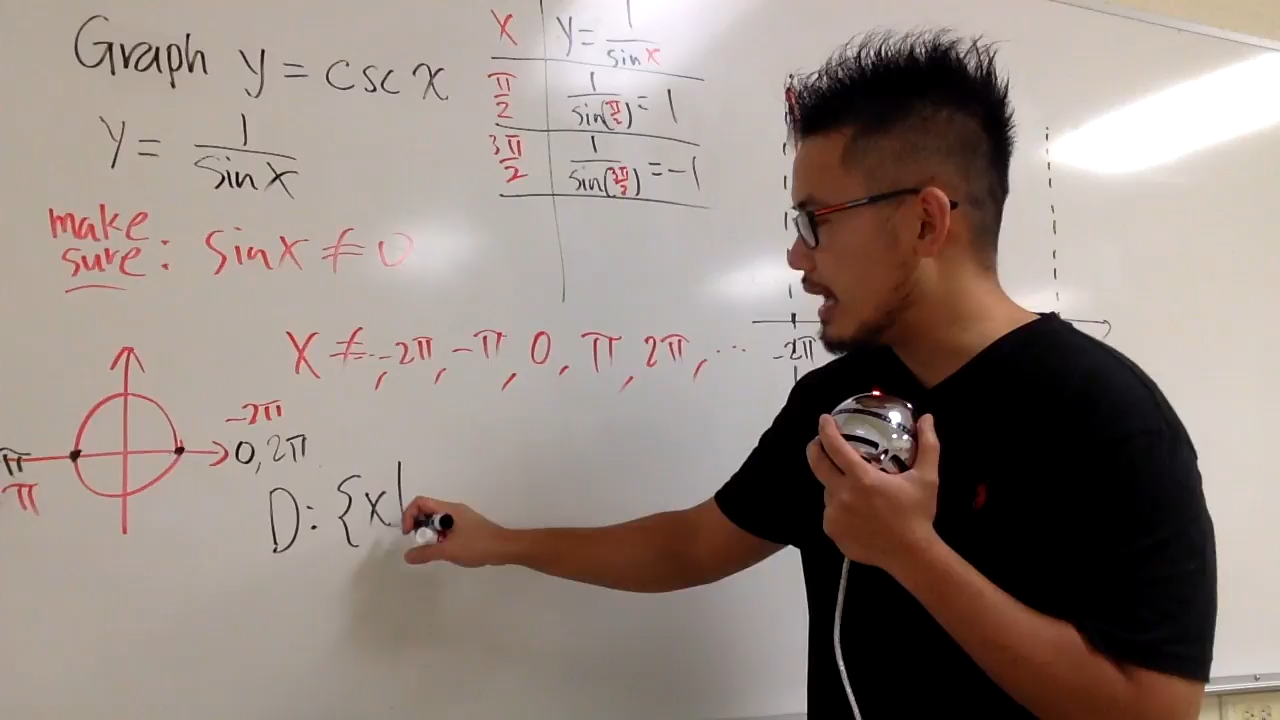 Graph y = csc x
y = 1/sin x
make sure: sin x ≠ 0
x | y = 1/sin x
π/2 | 1/sin(π/2) = 1
3π/2 | 1/sin(3π/2) = -1
x ≠ ..., -2π, -π, 0, π, 2π, ...
-2π
-2π
0, 2π
π
π
D: {x|